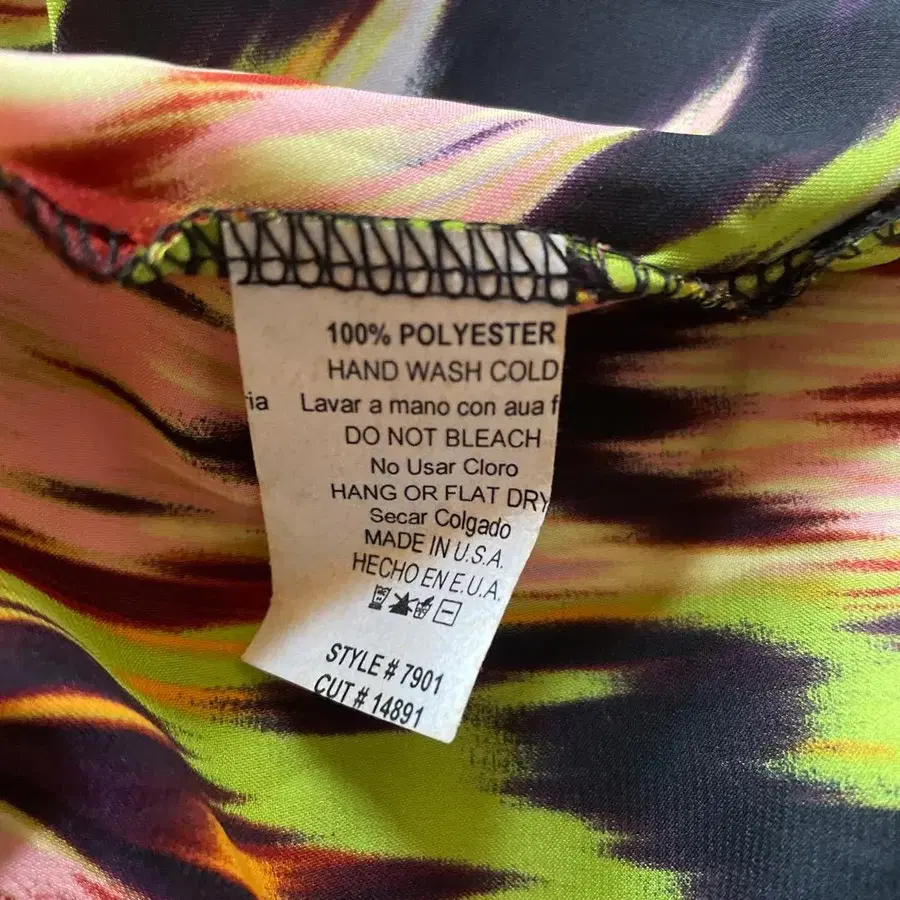 100% POLYESTER
HAND WASH COLD
ia Lavar a mano con aua f
DO NOT BLEACH
No Usar Cloro
HANG OR FLAT DRY
Secar Colgado
MADE IN U.S.A.
HECHO EN E.U.A.
STYLE # 7901
CUT # 14891